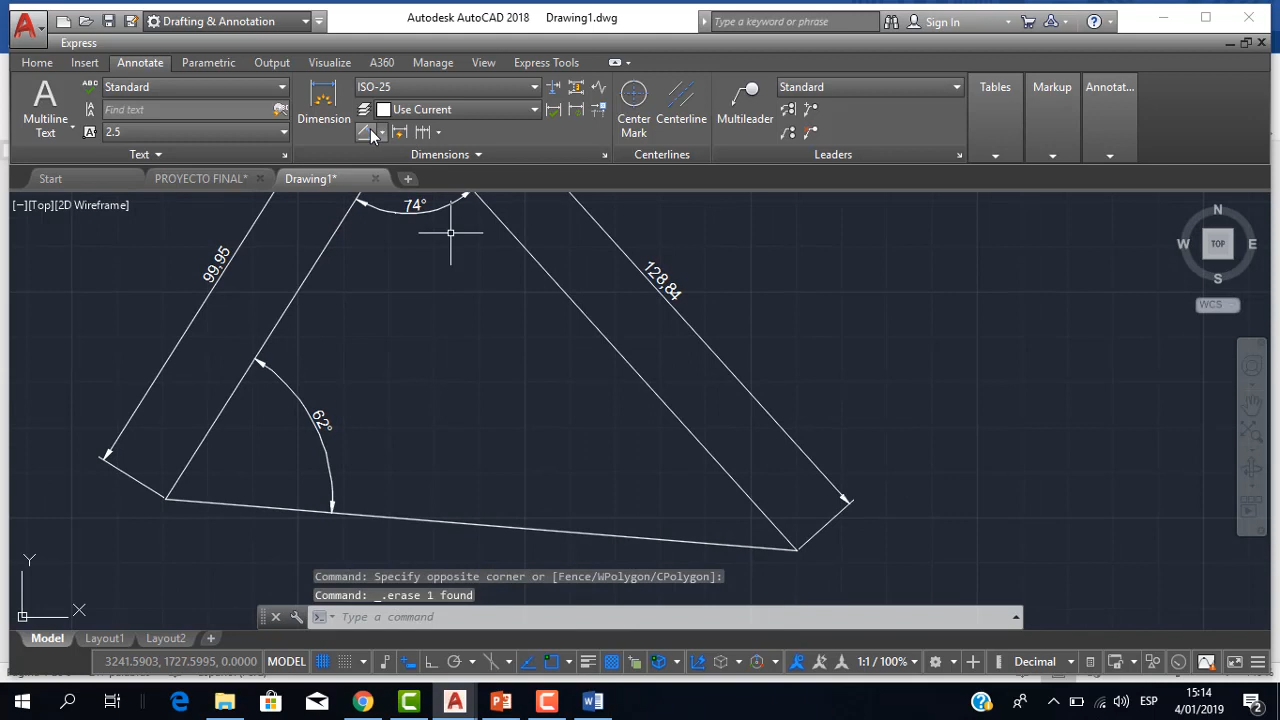 Drafting & Annotation
Autodesk AutoCAD 2018 Drawing1.dwg
Type a keyword or phrase
Sign In
Express
Home Insert Annotate Parametric Output Visualize A360 Manage View Express Tools
Multiline Text
Standard
Find text
2.5
Text
Dimension
ISO-25
Use Current
Dimensions
Center Mark
Centerline
Centerlines
Multileader
Standard
Leaders
Tables
Markup
Annotat...
Start PROYECTO FINAL* Drawing1*
[−][Top][2D Wireframe]
74°
99,95
128,84
62°
N
W TOP E
S
WCS
Y
X
Command: Specify opposite corner or [Fence/WPolygon/CPolygon]:
Command: _.erase 1 found
Type a command
Model Layout1 Layout2
3241.5903, 1727.5995, 0.0000 MODEL 1:1 / 100% Decimal
ESP
15:14
4/01/2019
2